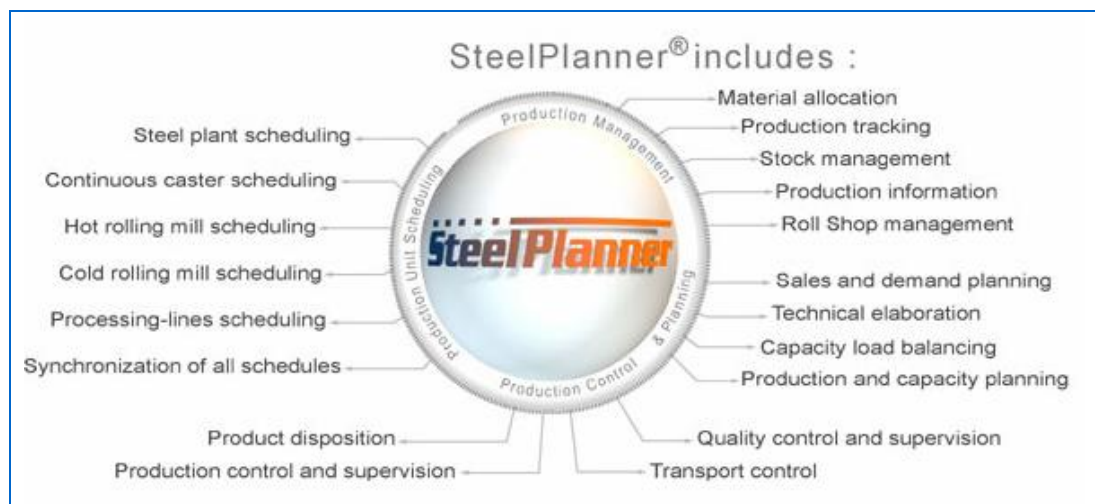 SteelPlanner® includes :
Production Management
Material allocation
Production tracking
Stock management
Production information
Roll Shop management
Production Unit Scheduling
Steel plant scheduling
Continuous caster scheduling
Hot rolling mill scheduling
Cold rolling mill scheduling
Processing-lines scheduling
Synchronization of all schedules
SteelPlanner
& Planning
Sales and demand planning
Technical elaboration
Capacity load balancing
Production and capacity planning
Production Control
Product disposition
Production control and supervision
Quality control and supervision
Transport control